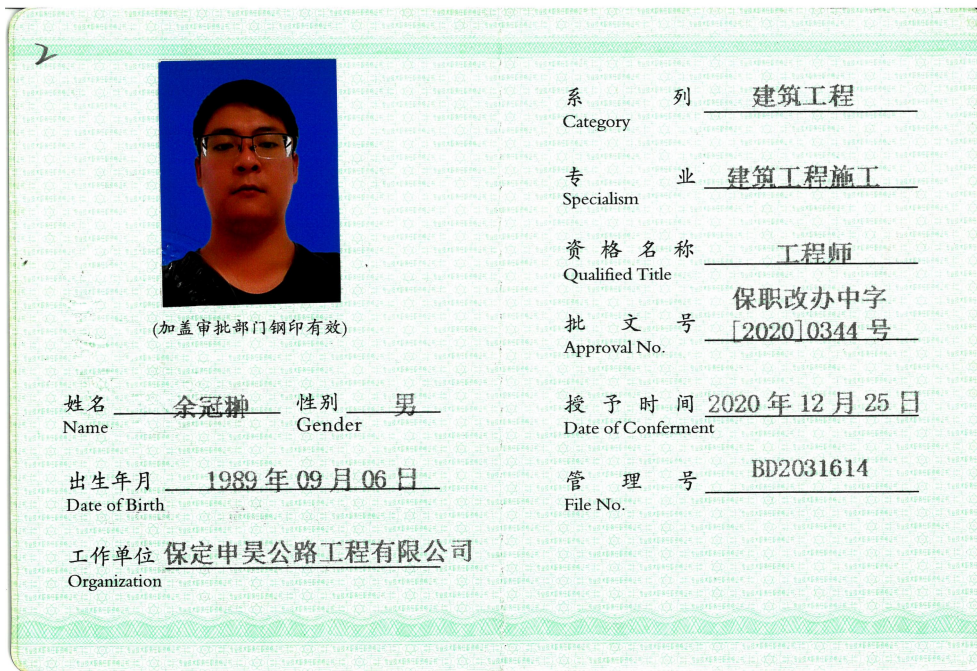 2
(加盖审批部门钢印有效)
姓名 余冠翀 性别 男
Name Gender
出生年月 1989 年 09 月 06 日
Date of Birth
工作单位 保定申昊公路工程有限公司
Organization
系列 建筑工程
Category
专业 建筑工程施工
Specialism
资格名称 工程师
Qualified Title
保职改办中字
批文号 [2020]0344 号
Approval No.
授予时间 2020 年 12 月 25 日
Date of Conferment
管理号 BD2031614
File No.